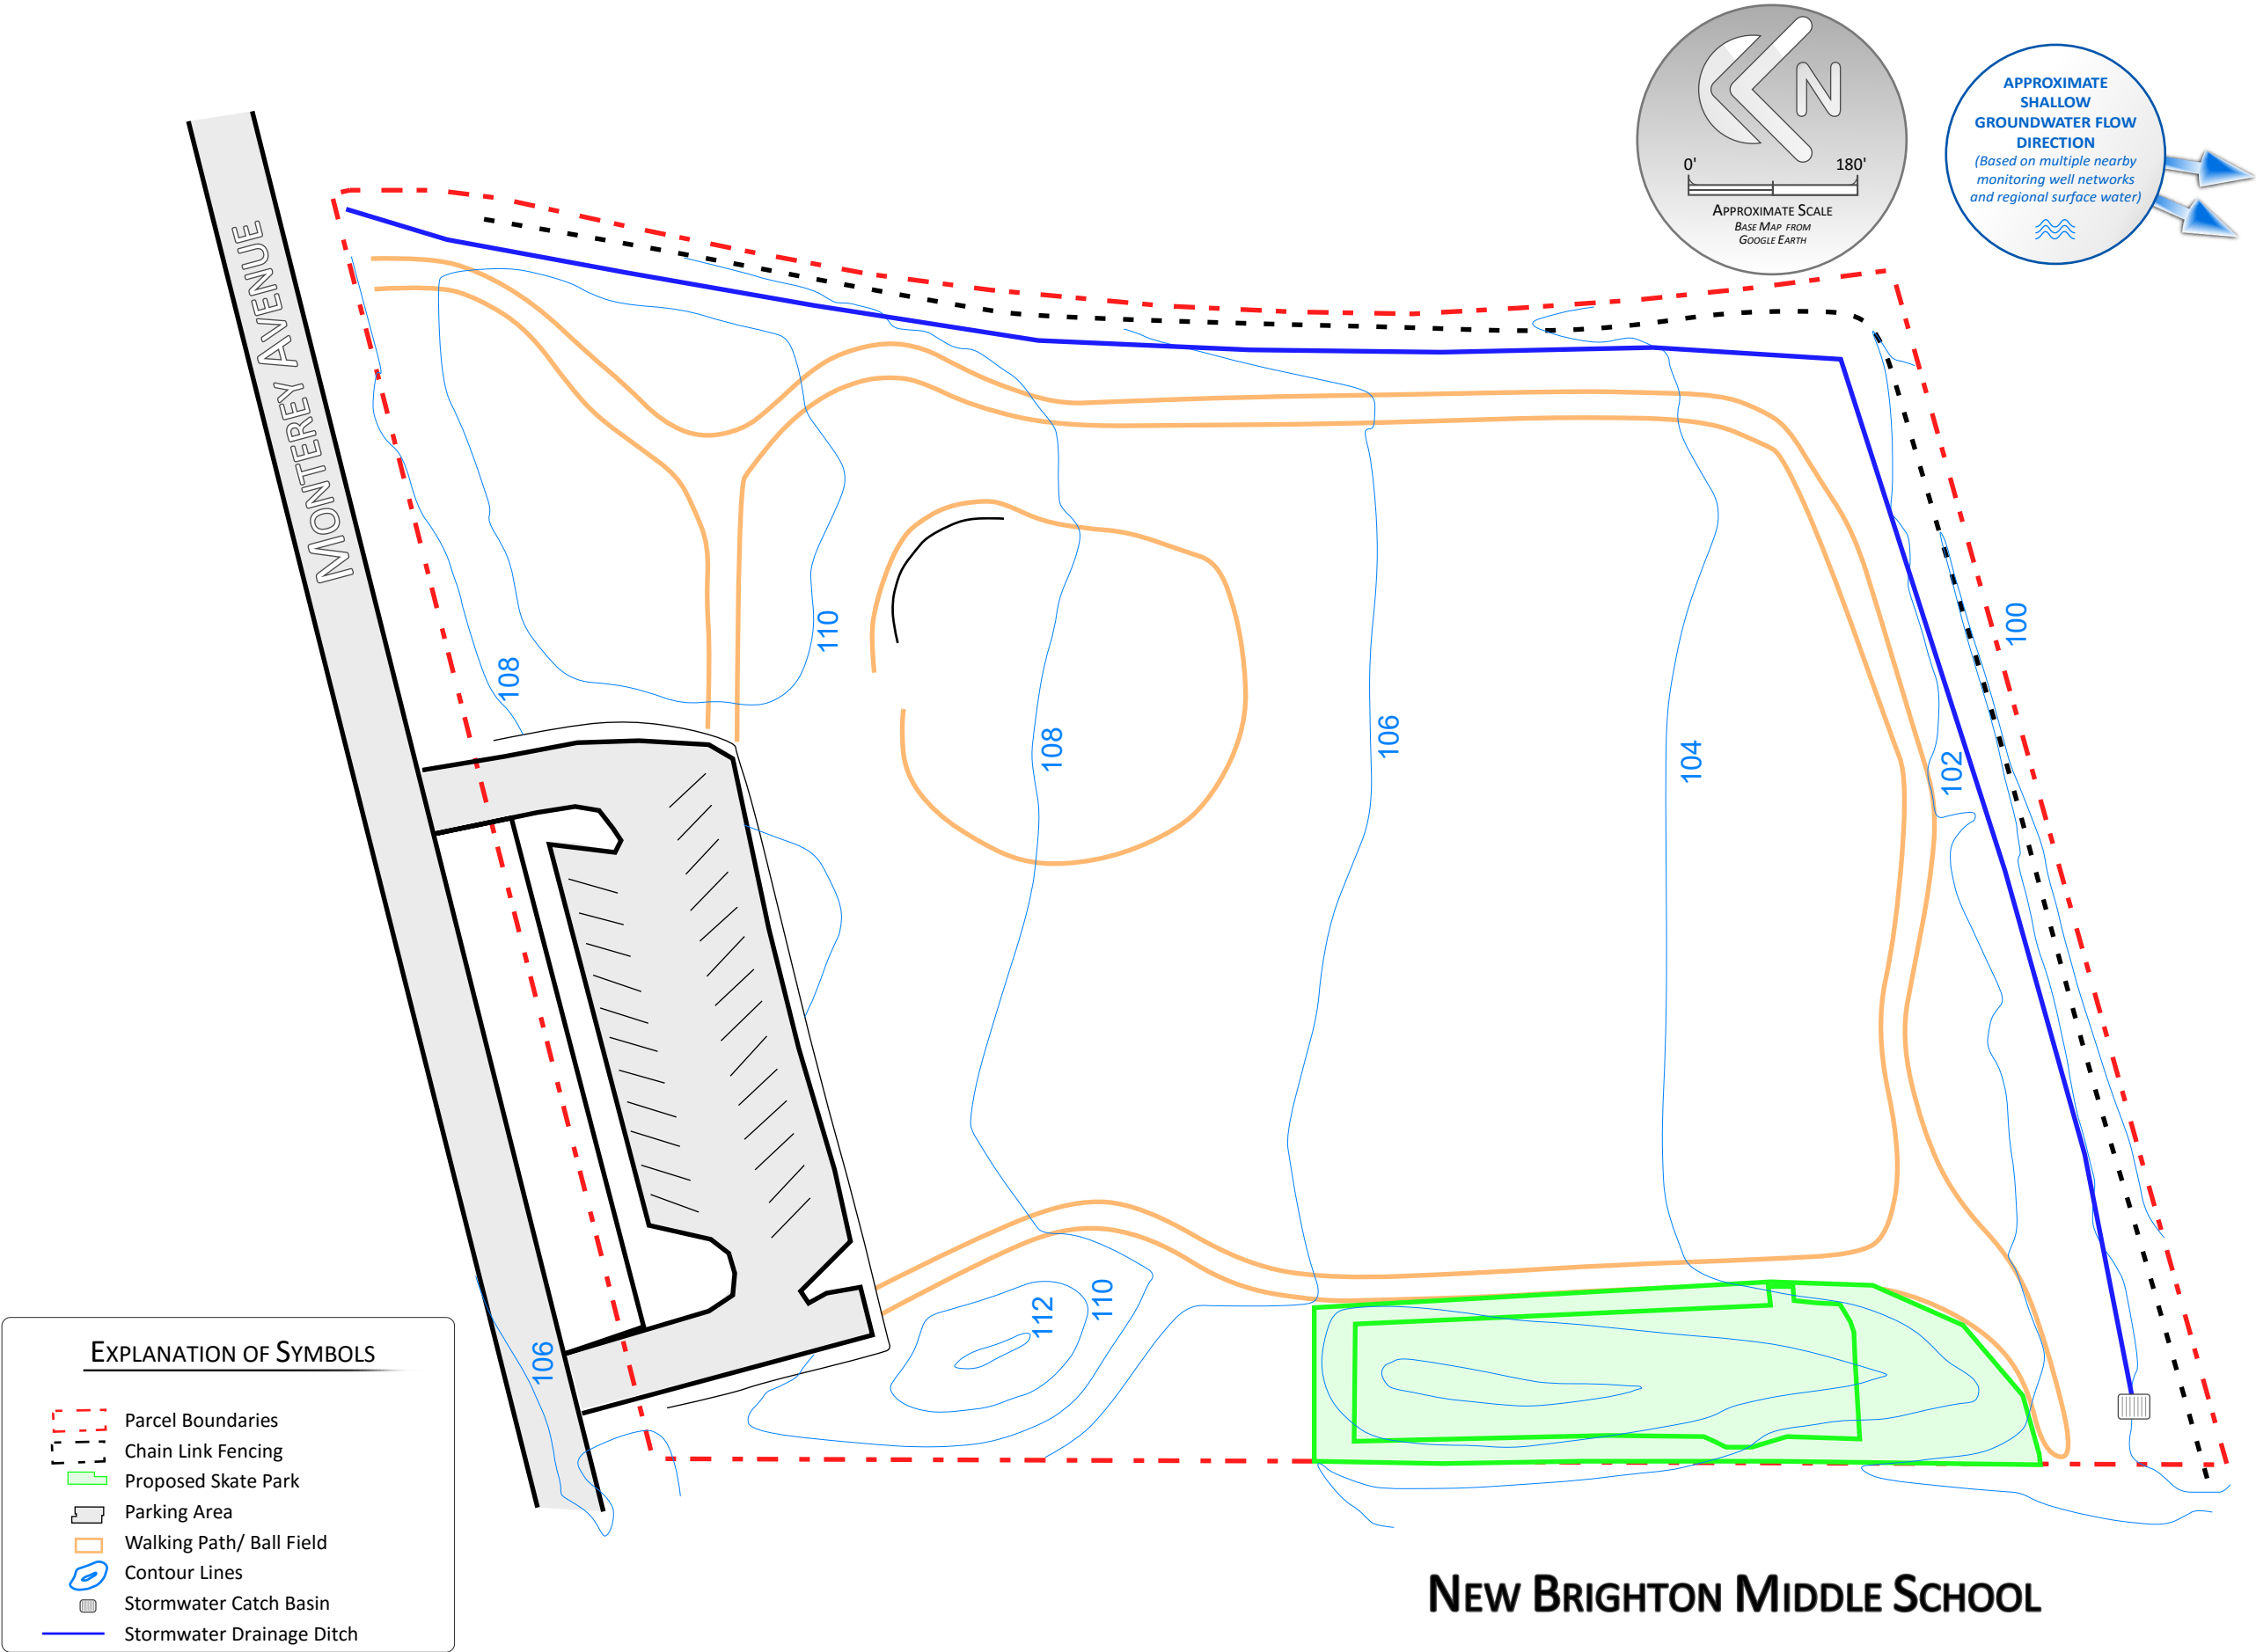 N
0' 180'
APPROXIMATE SCALE
BASE MAP FROM
GOOGLE EARTH
APPROXIMATE
SHALLOW
GROUNDWATER FLOW
DIRECTION
(Based on multiple nearby
monitoring well networks
and regional surface water)
MONTEREY AVENUE
108
110
108
106
104
102
100
112
110
106
EXPLANATION OF SYMBOLS
Parcel Boundaries
Chain Link Fencing
Proposed Skate Park
Parking Area
Walking Path/ Ball Field
Contour Lines
Stormwater Catch Basin
Stormwater Drainage Ditch
NEW BRIGHTON MIDDLE SCHOOL